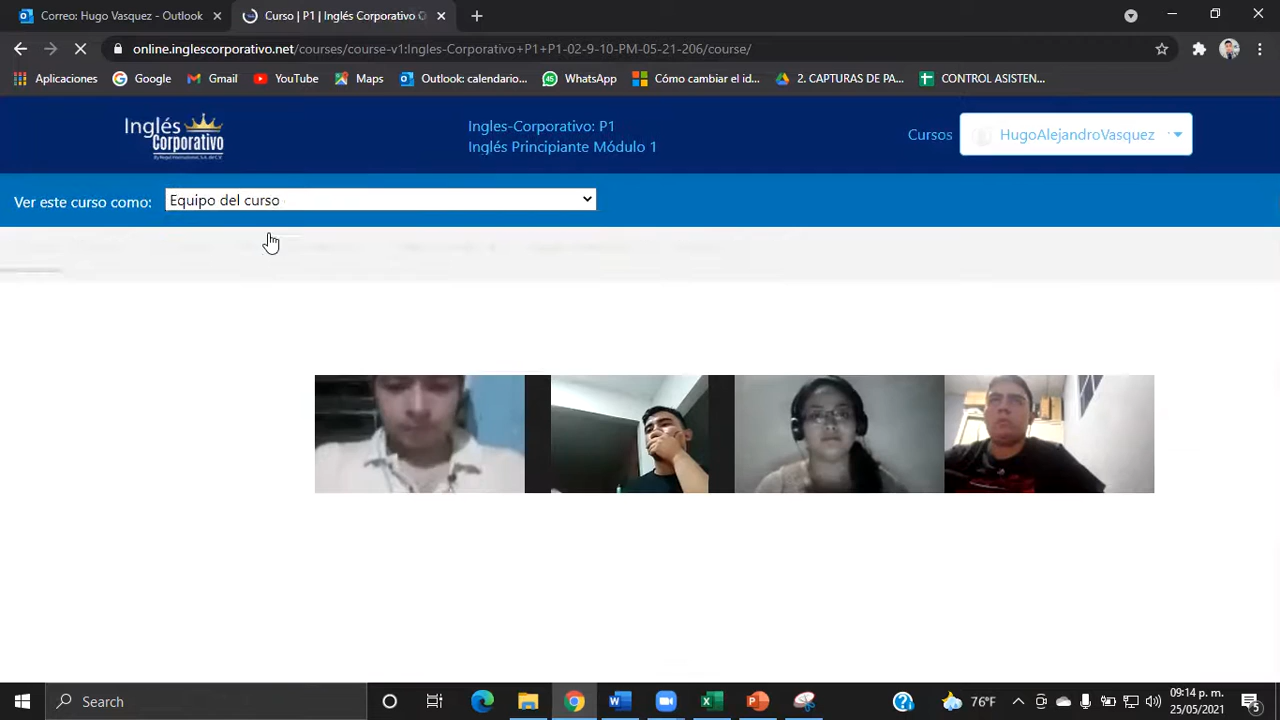 Correo: Hugo Vasquez - Outlook
Curso | P1 | Inglés Corporativo O
online.inglescorporativo.net/courses/course-v1:Ingles-Corporativo+P1+P1-02-9-10-PM-05-21-206/course/
Aplicaciones Google Gmail YouTube Maps Outlook: calendario... WhatsApp Cómo cambiar el id... 2. CAPTURAS DE PA... CONTROL ASISTEN...
Inglés Corporativo
Ingles-Corporativo: P1
Inglés Principiante Módulo 1
Cursos HugoAlejandroVasquez
Ver este curso como: Equipo del curso
Search
76°F
09:14 p. m.
25/05/2021
5